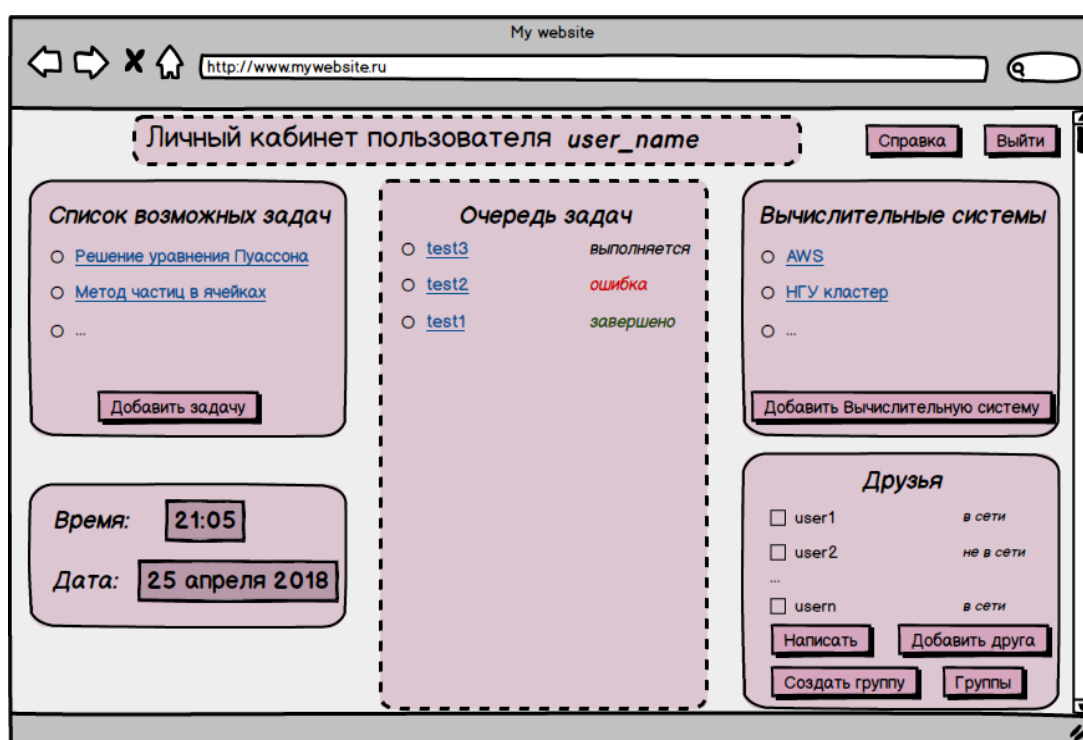 My website
http://www.mywebsite.ru
Личный кабинет пользователя user_name
Справка
Выйти
Список возможных задач
Решение уравнения Пуассона
Метод частиц в ячейках
...
Добавить задачу
Время: 21:05
Дата: 25 апреля 2018
Очередь задач
test3 выполняется
test2 ошибка
test1 завершено
Вычислительные системы
AWS
НГУ кластер
...
Добавить Вычислительную систему
Друзья
user1 в сети
user2 не в сети
...
usern в сети
Написать Добавить друга
Создать группу Группы